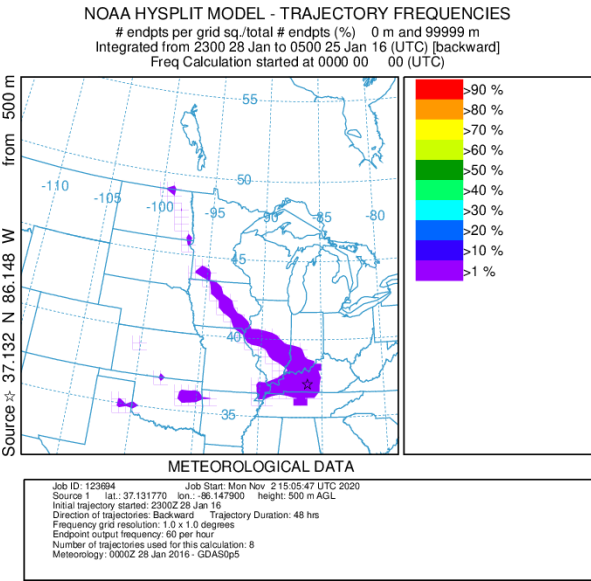 NOAA HYSPLIT MODEL - TRAJECTORY FREQUENCIES
# endpts per grid sq./total # endpts (%) 0 m and 99999 m
Integrated from 2300 28 Jan to 0500 25 Jan 16 (UTC) [backward]
Freq Calculation started at 0000 00 00 (UTC)
Source ☆ 37.132 N 86.148 W from 500 m
55
50
-110
-105
-100
-95
90
85
-80
45
40
35
>90 %
>80 %
>70 %
>60 %
>50 %
>40 %
>30 %
>20 %
>10 %
>1 %
METEOROLOGICAL DATA
Job ID: 123694 Job Start: Mon Nov 2 15:05:47 UTC 2020
Source 1 lat.: 37.131770 lon.: -86.147900 height: 500 m AGL
Initial trajectory started: 2300Z 28 Jan 16
Direction of trajectories: Backward Trajectory Duration: 48 hrs
Frequency grid resolution: 1.0 x 1.0 degrees
Endpoint output frequency: 60 per hour
Number of trajectories used for this calculation: 8
Meteorology: 0000Z 28 Jan 2016 - GDAS0p5